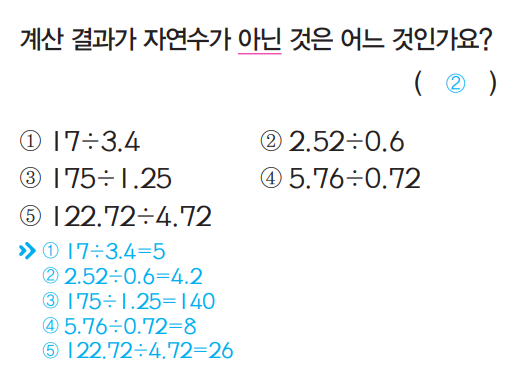 계산 결과가 자연수가 아닌 것은 어느 것인가요?
( ② )
① 17÷3.4 ② 2.52÷0.6
③ 175÷1.25 ④ 5.76÷0.72
⑤ 122.72÷4.72
» ① 17÷3.4=5
② 2.52÷0.6=4.2
③ 175÷1.25=140
④ 5.76÷0.72=8
⑤ 122.72÷4.72=26